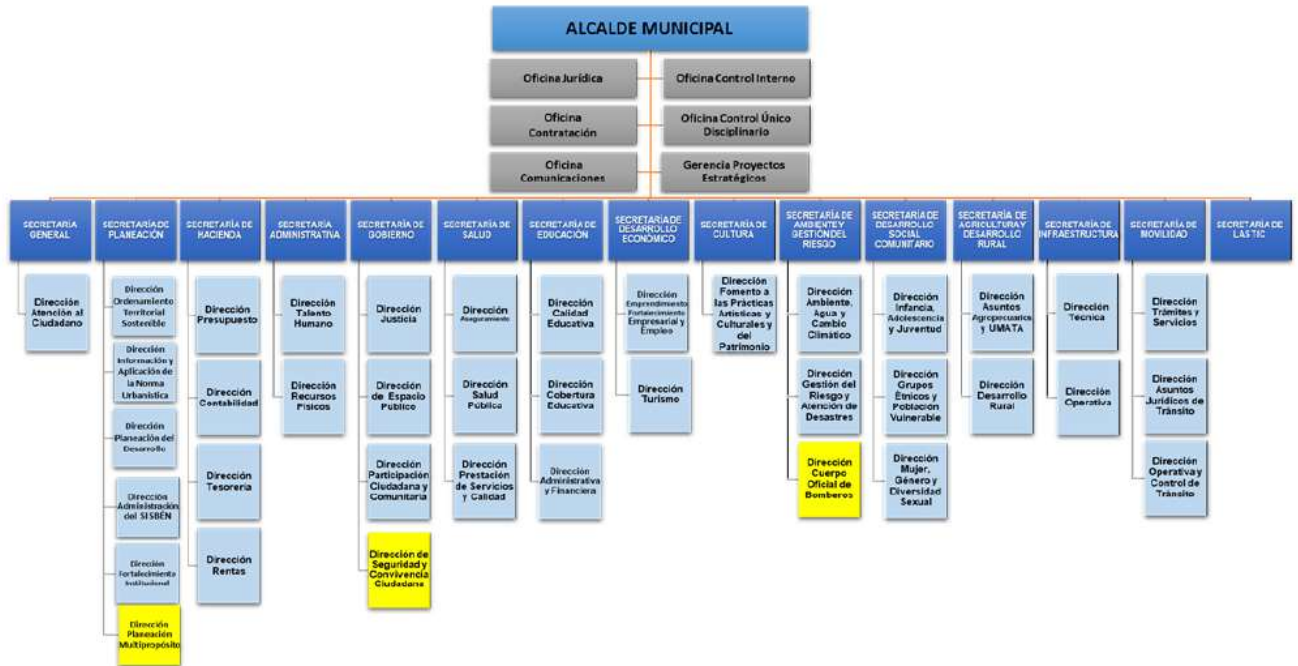 ALCALDE MUNICIPAL
Oficina Jurídica
Oficina Control Interno
Oficina
Contratación
Oficina Control Único
Disciplinario
Oficina
Comunicaciones
Gerencia Proyectos
Estratégicos
SECRETARÍA
GENERAL
SECRETARÍA DE
PLANEACIÓN
SECRETARÍA DE
HACIENDA
SECRETARÍA
ADMINISTRATIVA
SECRETARÍA DE
GOBIERNO
SECRETARÍA DE
SALUD
SECRETARÍA DE
EDUCACIÓN
SECRETARÍA DE
DESARROLLO
ECONÓMICO
SECRETARÍA DE
CULTURA
SECRETARÍA DE
AMBIENTE Y
GESTIÓN DEL
RIESGO
SECRETARÍA DE
DESARROLLO
SOCIAL
COMUNITARIO
SECRETARÍA DE
AGRICULTURA Y
DESARROLLO
RURAL
SECRETARÍA DE
INFRAESTRUCTURA
SECRETARÍA DE
MOVILIDAD
SECRETARÍA DE
LAS TIC
Dirección
Atención al
Ciudadano
Dirección
Ordenamiento
Territorial
Sostenible
Dirección
Información y
Aplicación de
la Norma
Urbanística
Dirección
Planeación del
Desarrollo
Dirección
Administración
del SISBÉN
Dirección
Fortalecimiento
Institucional
Dirección
Planeación
Multipropósito
Dirección
Presupuesto
Dirección
Contabilidad
Dirección
Tesorería
Dirección
Rentas
Dirección
Talento
Humano
Dirección
Recursos
Físicos
Dirección
Justicia
Dirección
de Espacio
Público
Dirección
Participación
Ciudadana y
Comunitaria
Dirección de
Seguridad y
Convivencia
Ciudadana
Dirección
Aseguramiento
Dirección
Salud
Pública
Dirección
Prestación
de Servicios
y Calidad
Dirección
Calidad
Educativa
Dirección
Cobertura
Educativa
Dirección
Administrativa
y Financiera
Dirección
Emprendimiento
Fortalecimiento
Empresarial y
Empleo
Dirección
Turismo
Dirección
Fomento a
las Prácticas
Artísticas y
Culturales y
del
Patrimonio
Dirección
Ambiente,
Agua y
Cambio
Climático
Dirección
Gestión del
Riesgo y
Atención de
Desastres
Dirección
Cuerpo
Oficial de
Bomberos
Dirección
Infancia,
Adolescencia
y Juventud
Dirección
Grupos
Étnicos y
Población
Vulnerable
Dirección
Mujer,
Género y
Diversidad
Sexual
Dirección
Asuntos
Agropecuarios
y UMATA
Dirección
Desarrollo
Rural
Dirección
Técnica
Dirección
Operativa
Dirección
Trámites y
Servicios
Dirección
Asuntos
Jurídicos de
Tránsito
Dirección
Operativa y
Control de
Tránsito